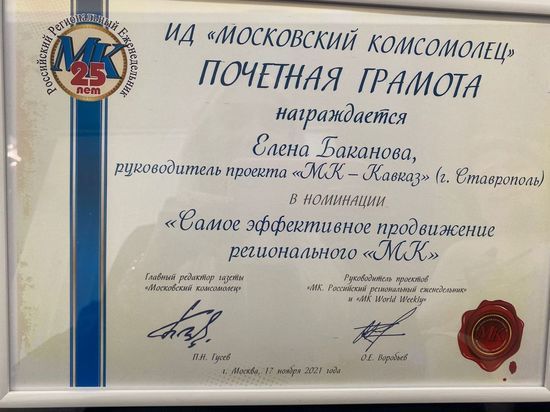 Российский Региональный Еженедельник
МК
25
лет
ИД «МОСКОВСКИЙ КОМСОМОЛЕЦ»
ПОЧЕТНАЯ ГРАМОТА
награждается
Елена Баканова,
руководитель проекта «МК – Кавказ» (г. Ставрополь)
В НОМИНАЦИИ
«Самое эффективное продвижение
регионального «МК»
Главный редактор газеты
«Московский комсомолец»
П.Н. Гусев
Руководитель проектов
«МК. Российский региональный еженедельник»
и «MK World Weekly»
О.Е. Воробьев
г. Москва, 17 ноября 2021 года
МК